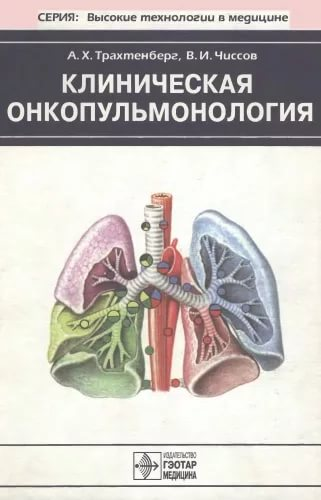 СЕРИЯ: Высокие технологии в медицине
А. Х. Трахтенберг, В. И. Чиссов
КЛИНИЧЕСКАЯ
ОНКОПУЛЬМОНОЛОГИЯ
ИЗДАТЕЛЬСТВО
ГЭОТАР
МЕДИЦИНА